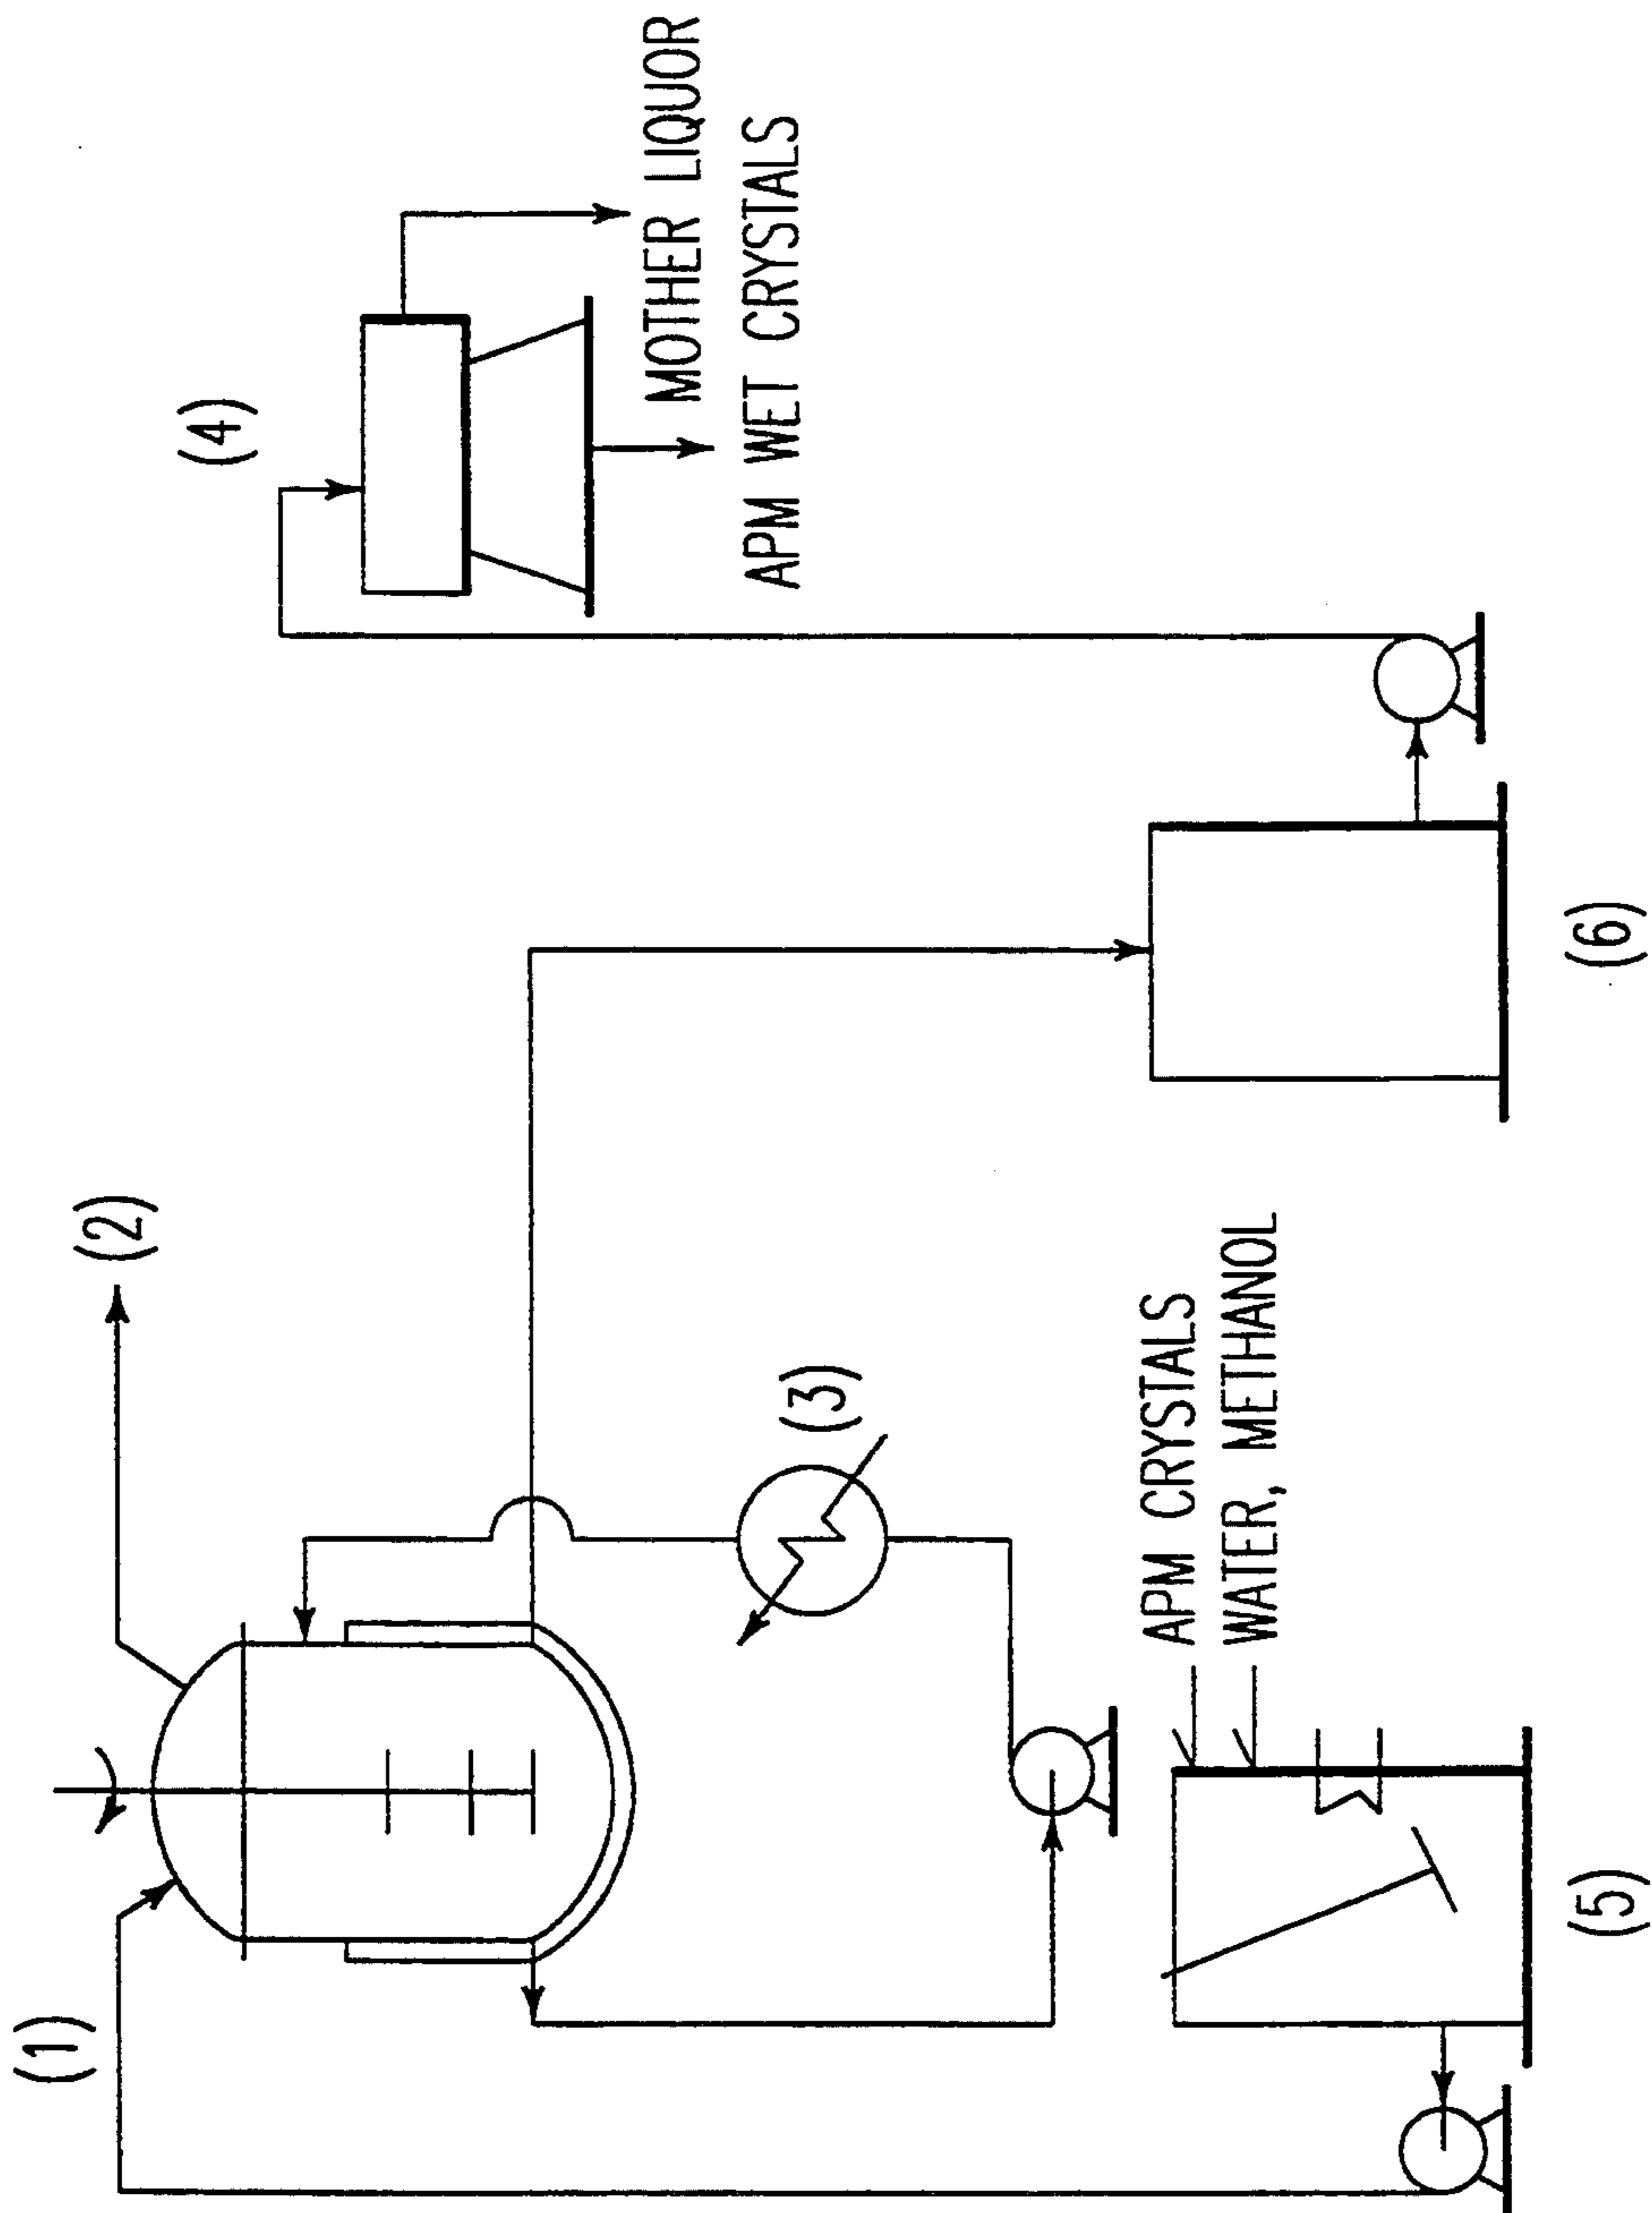 (1)
(2)
(3)
(4)
MOTHER LIQUOR
APM WET CRYSTALS
APM CRYSTALS
WATER, METHANOL
(5)
(6)